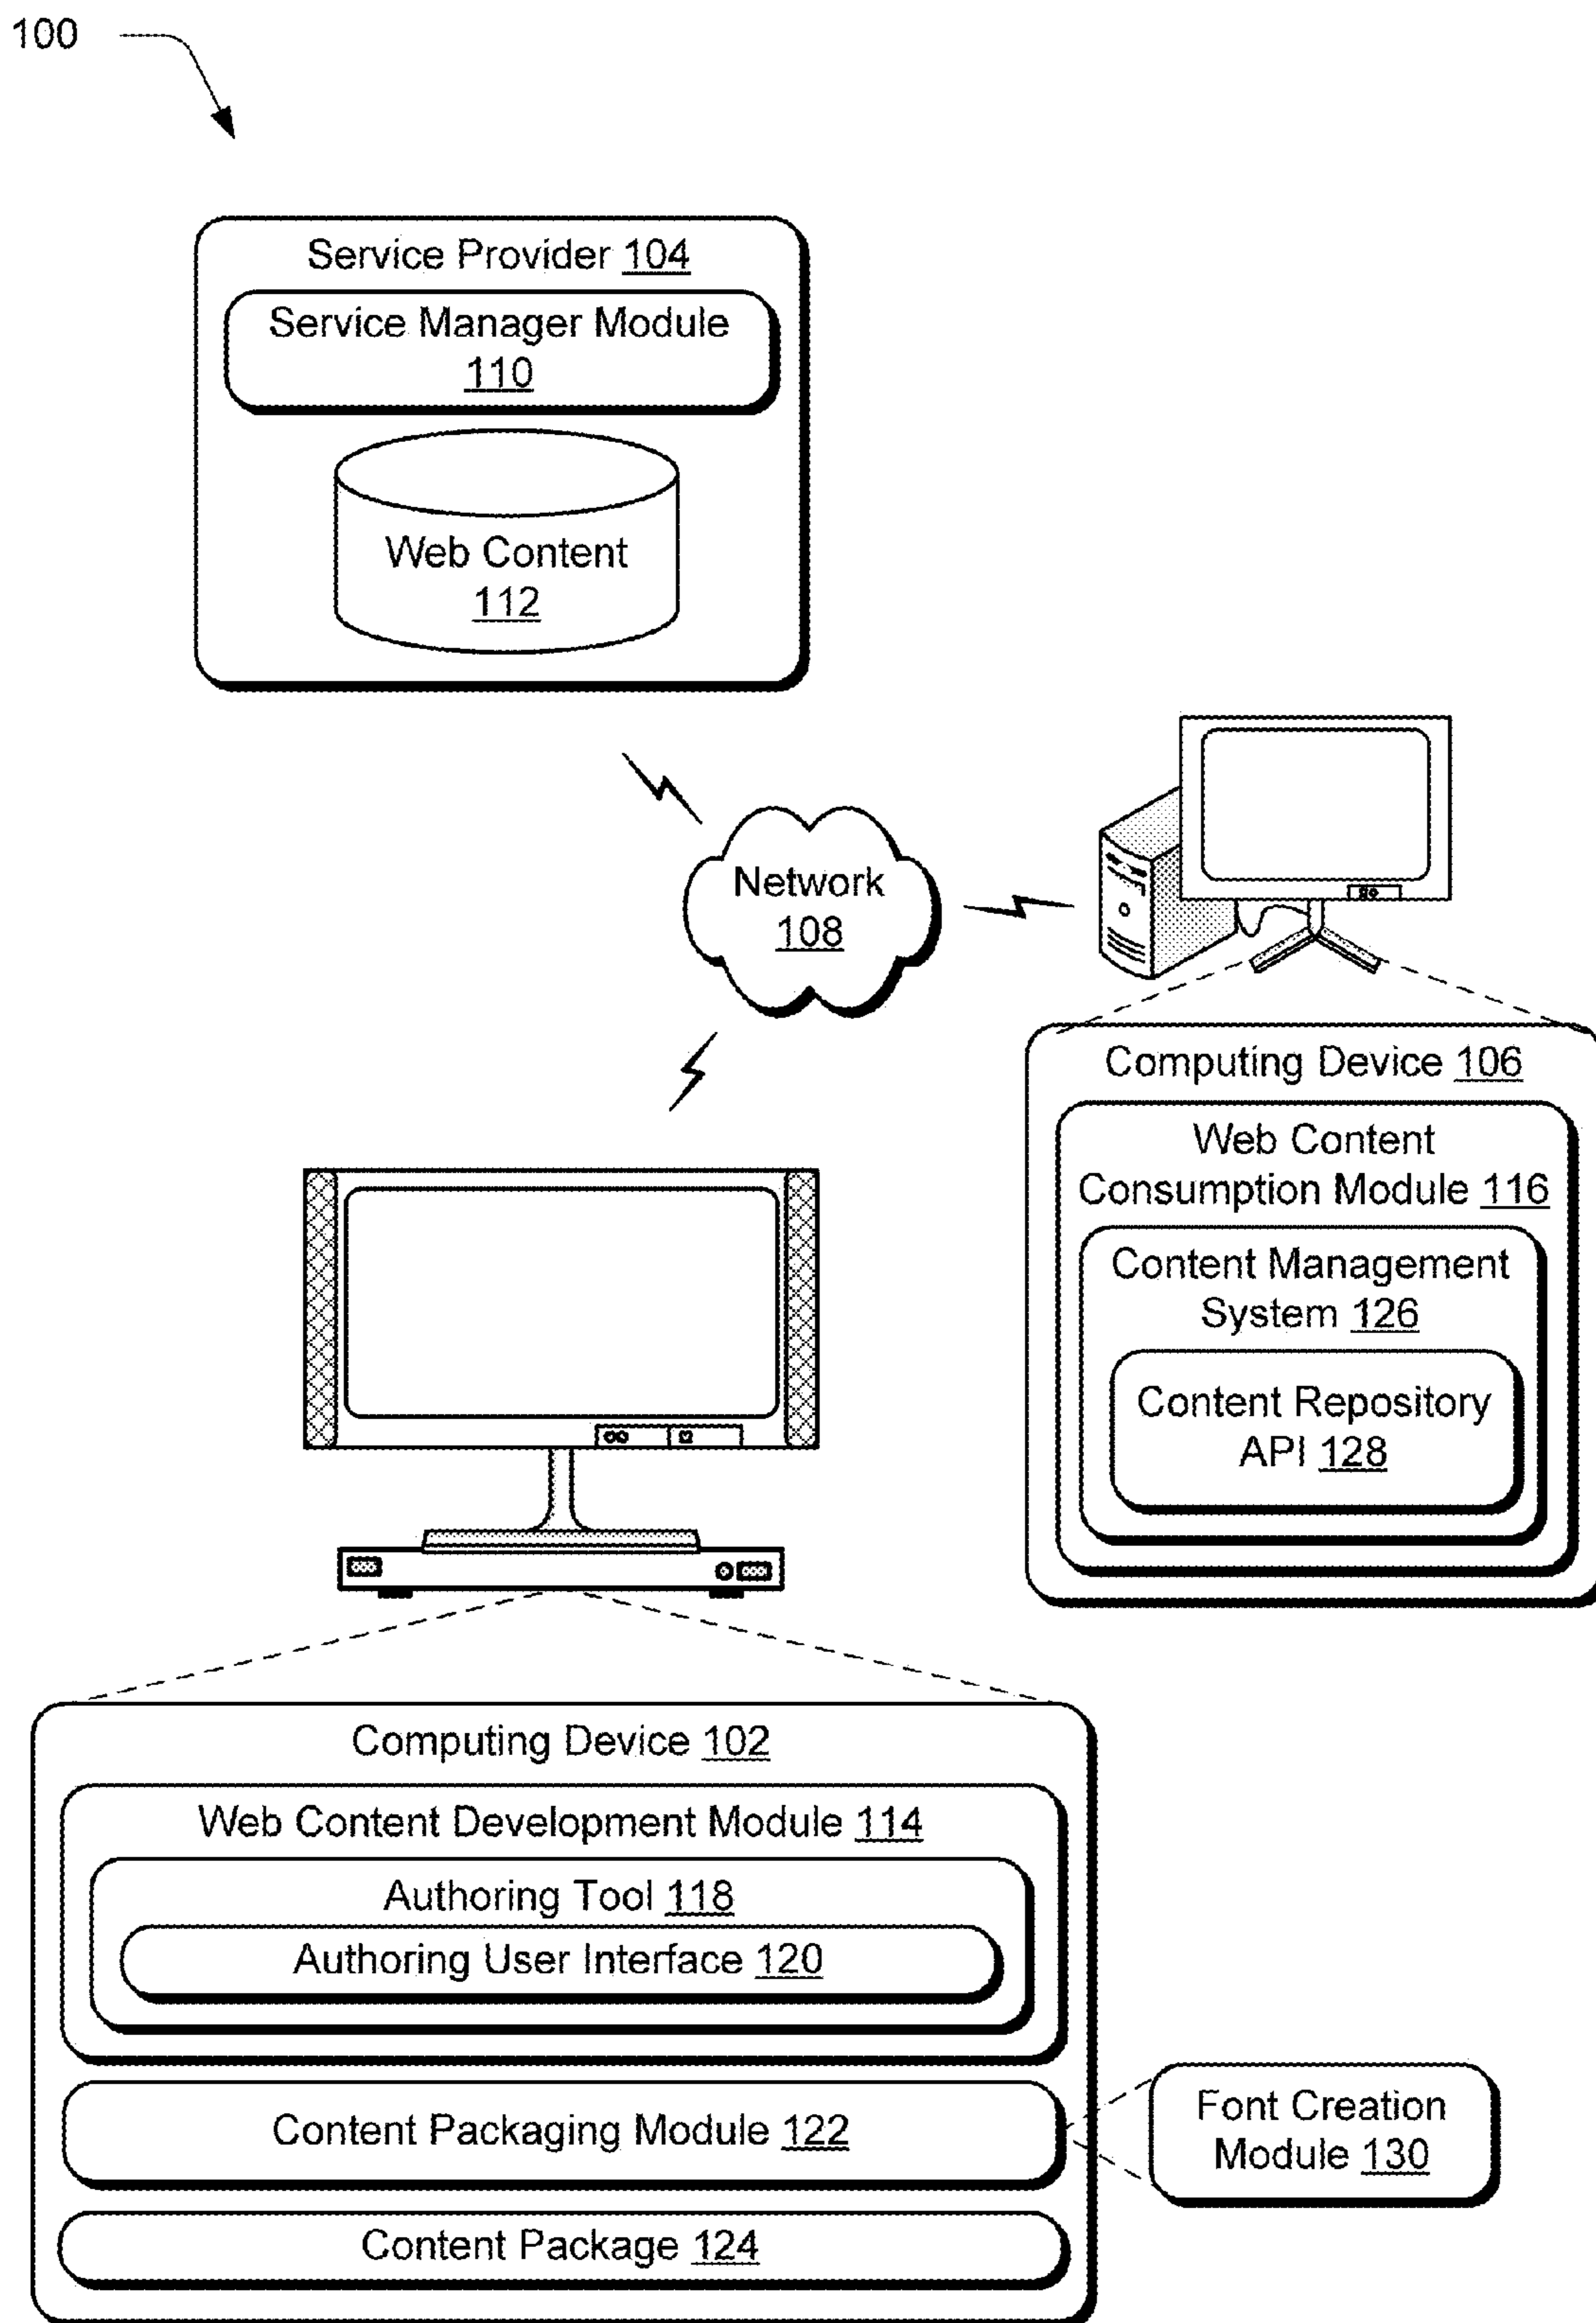 100
Service Provider 104
Service Manager Module
110
Web Content
112
Network
108
Computing Device 106
Web Content
Consumption Module 116
Content Management
System 126
Content Repository
API 128
Computing Device 102
Web Content Development Module 114
Authoring Tool 118
Authoring User Interface 120
Content Packaging Module 122
Font Creation
Module 130
Content Package 124